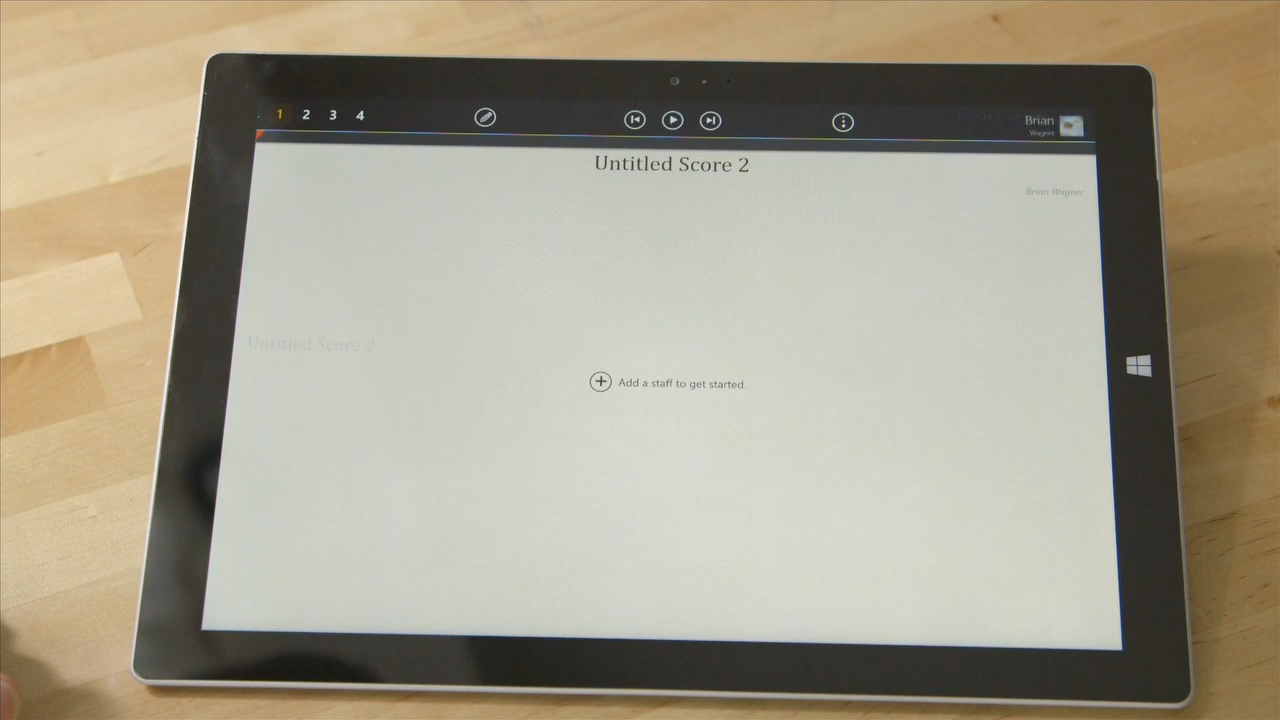 1 2 3 4
Brian
Wagner
Untitled Score 2
Brian Wagner
Untitled Score 2
Add a staff to get started.